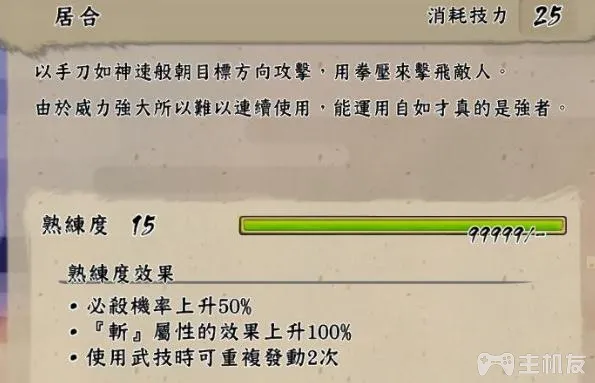 居合 消耗技力 25
以手刀如神速般朝目標方向攻擊，用拳壓來擊飛敵人。
由於威力強大所以難以連續使用，能運用自如才真的是強者。
熟練度 15
99999/--
熟練度效果
• 必殺機率上升50%
• 『斬』屬性的效果上升100%
• 使用武技時可重複發動2次
主机友